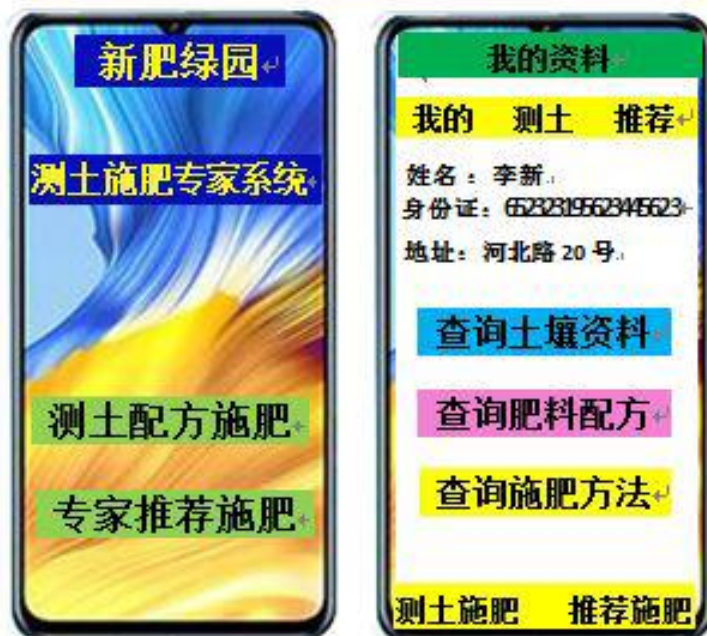 新肥绿园
测土施肥专家系统
测土配方施肥
专家推荐施肥
我的资料
我的 测土 推荐
姓名：李新
身份证：652323195623445623
地址：河北路 20 号
查询土壤资料
查询肥料配方
查询施肥方法
测土施肥 推荐施肥